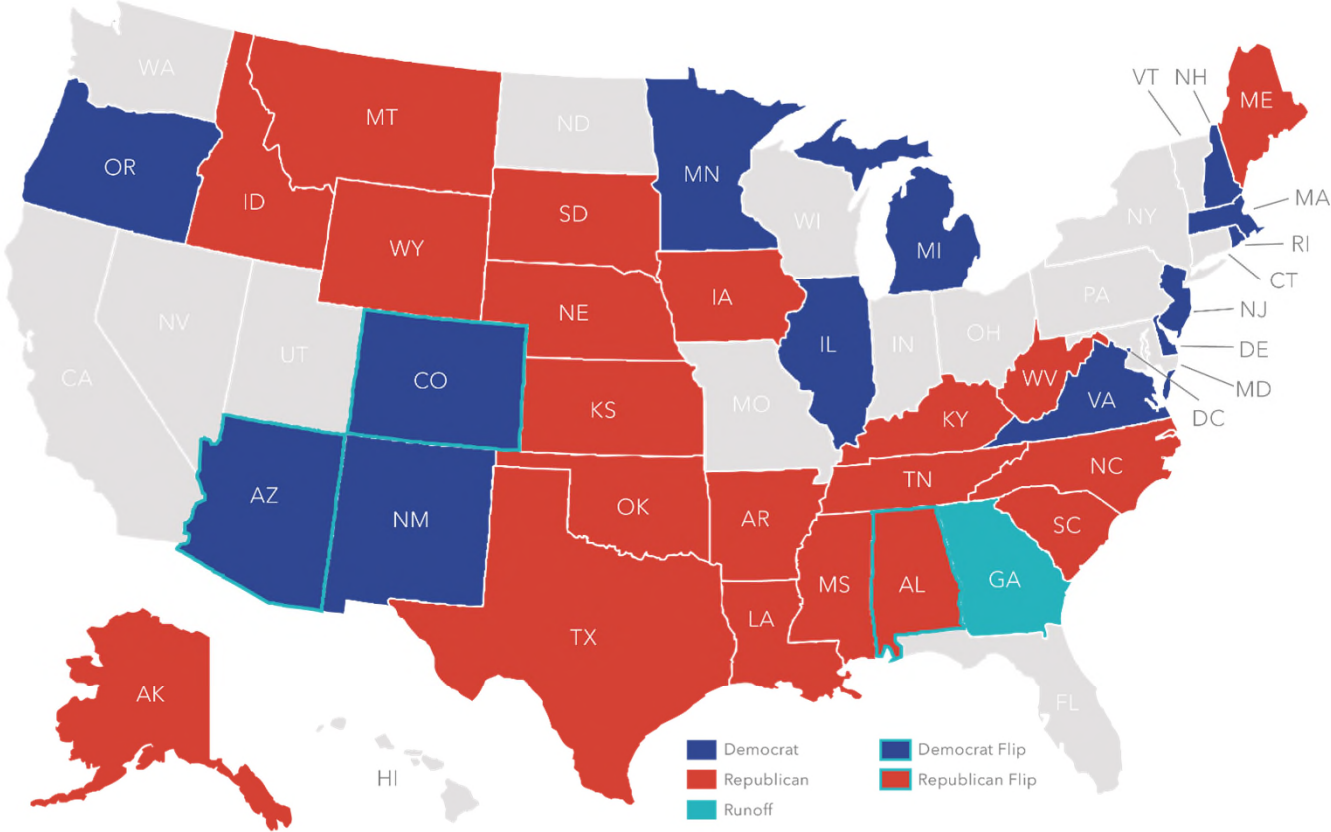 WA
MT
ND
MN
VT NH
ME
OR
ID
SD
WI
MI
NY
MA
RI
WY
IA
CT
NV
NE
PA
NJ
UT
IL
IN
OH
DE
CA
CO
KS
MO
WV
VA
MD
KY
DC
AZ
NM
OK
AR
TN
NC
SC
MS
AL
GA
TX
LA
AK
FL
HI
Democrat
Republican
Runoff
Democrat Flip
Republican Flip